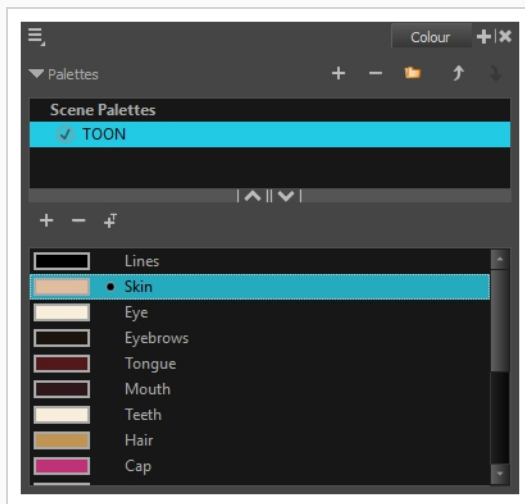 Colour
Palettes
Scene Palettes
TOON
Lines
Skin
Eye
Eyebrows
Tongue
Mouth
Teeth
Hair
Cap